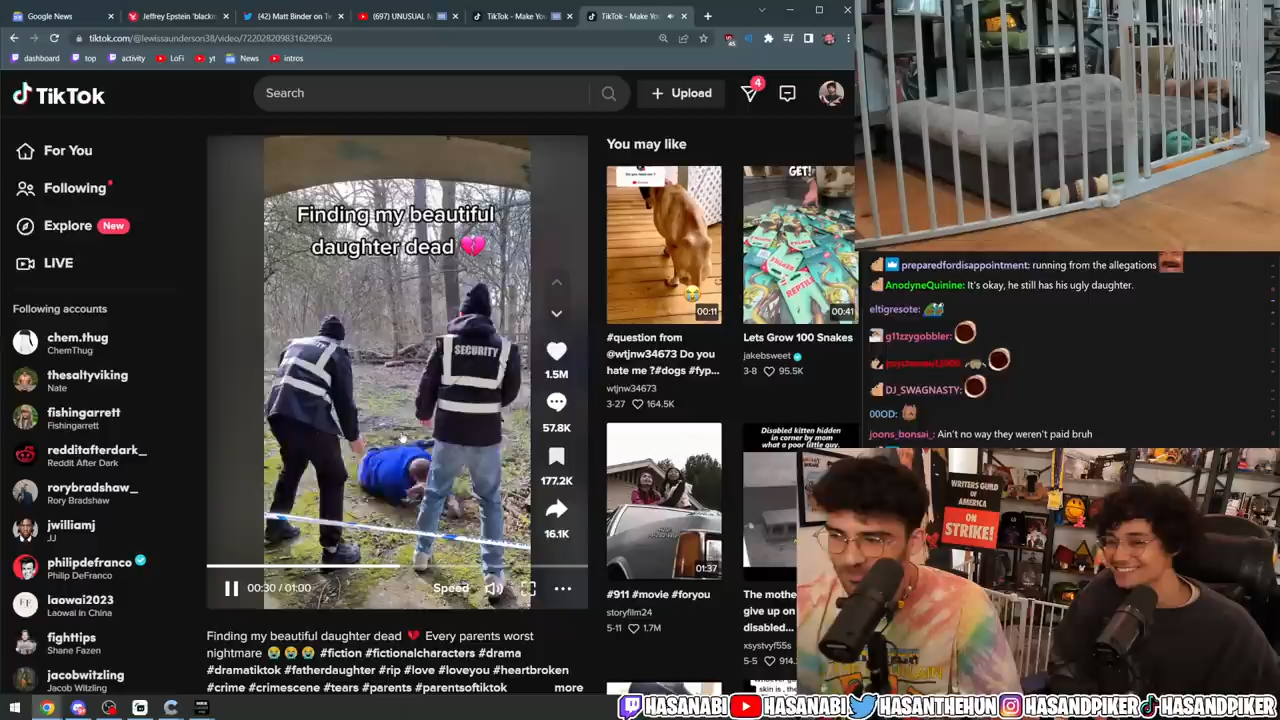 Google News
Jeffrey Epstein 'blackm
(42) Matt Binder on Tw
(697) UNUSUAL M
TikTok - Make You
TikTok - Make You
tiktok.com/@lewissaunderson38/video/7220282098316299526
45
dashboard
top
activity
LoFi
yt
News
intros
TikTok
Search
Upload
4
For You
Following
Explore
New
LIVE
Following accounts
chem.thug
ChemThug
thesaltyviking
Nate
fishingarrett
Fishingarrett
redditafterdark_
Reddit After Dark
rorybradshaw_
Rory Bradshaw
jwilliamj
JJ
philipdefranco
Philip DeFranco
laowai2023
Laowai in China
fighttips
Shane Fazen
jacobwitzling
Jacob Witzling
Finding my beautiful
daughter dead 💔
SECURITY
00:30 / 01:00
Speed
1.5M
57.8K
177.2K
16.1K
Finding my beautiful daughter dead 💔 Every parents worst
nightmare 😭 😭 😭 #fiction #fictionalcharacters #drama
#dramatiktok #fatherdaughter #rip #love #loveyou #heartbroken
#crime #crimescene #tears #parents #parentsoftiktok
more
You may like
00:11
#question from
@wtjnw34673 Do you
hate me ?#dogs #fyp...
wtjnw34673
3-27 164.5K
GET!
REPTILE
00:41
Lets Grow 100 Snakes
jakebsweet
3-8 95.5K
01:37
#911 #movie #foryou
storyfilm24
5-11 1.7M
Disabled kitten hidden
in corner by mom
what a poor little guy.
The mothe
give up on
disabled...
xsystvyf55s
5-5 914.
skin is , the
preparedfordisappointment: running from the allegations
AnodyneQuinine: It's okay, he still has his ugly daughter.
eltigresote:
g11zzygobbler:
DJ_SWAGNASTY:
00OD:
joons_bonsai_: Ain't no way they weren't paid bruh
WRITERS GUILD
OF
AMERICA
ON
STRIKE!
HASANABI
HASANABI
HASANTHEHUN
HASANDPIKER
HASANDPIKER